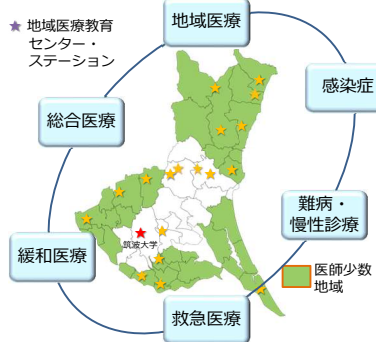 地域医療
地域医療教育
センター・
ステーション
感染症
総合医療
難病・
慢性診療
筑波大学
緩和医療
医師少数
地域
救急医療